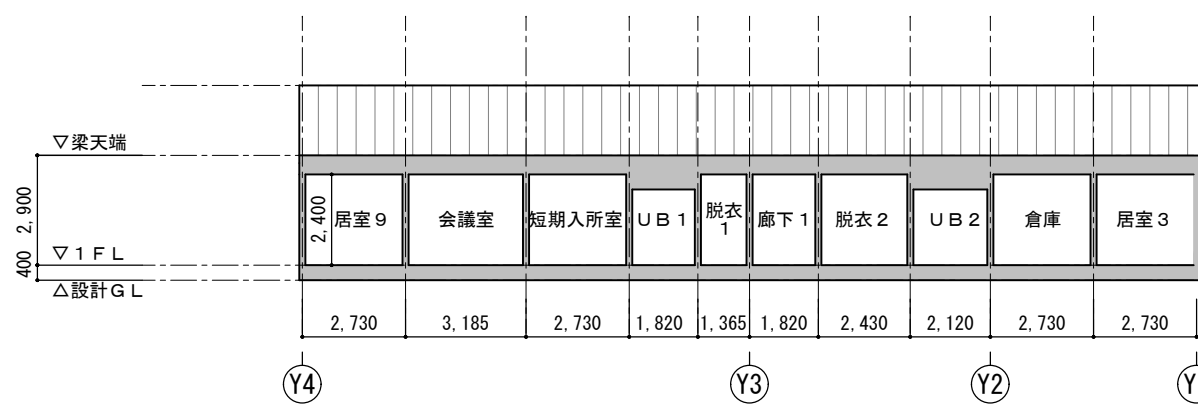 ▽梁天端
2,900
2,400
居室9
会議室
短期入所室
UB1
脱衣
1
廊下1
脱衣2
UB2
倉庫
居室3
▽1FL
400
△設計GL
2,730
3,185
2,730
1,820
1,365
1,820
2,430
2,120
2,730
2,730
Y4
Y3
Y2
Y